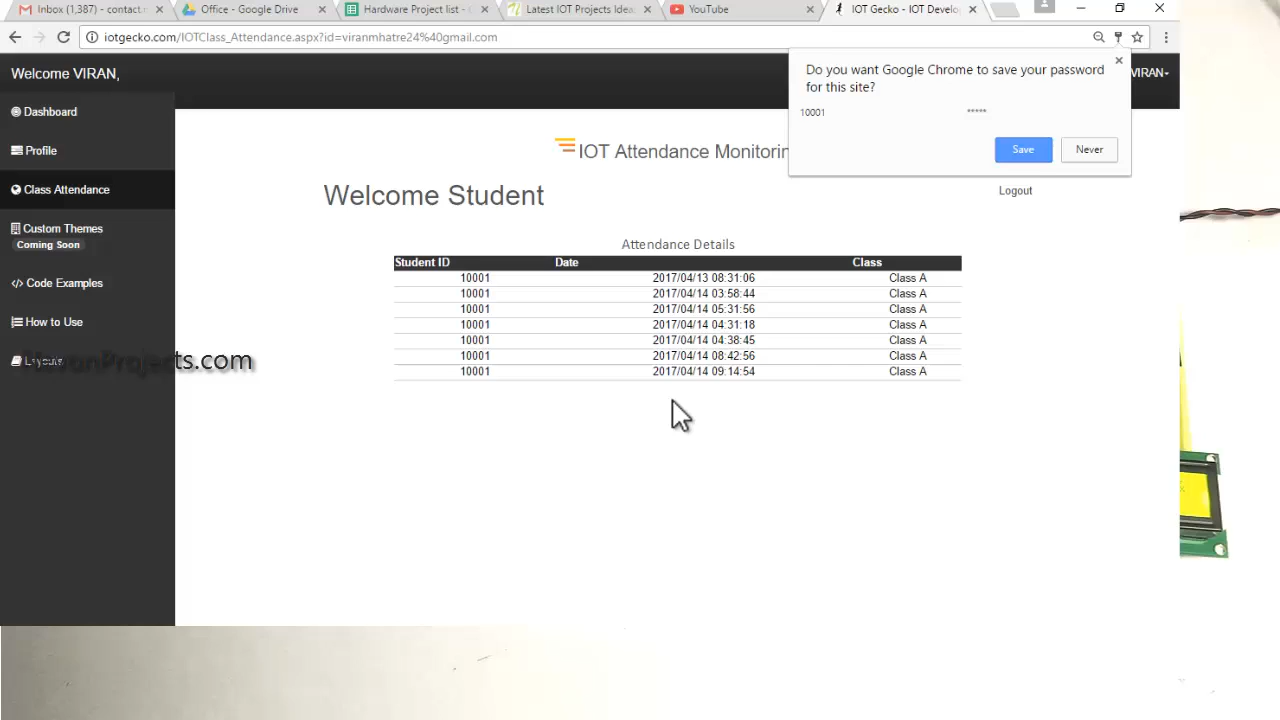 Inbox (1,387) - contact.
Office - Google Drive
Hardware Project list -
Latest IOT Projects Idea
YouTube
IOT Gecko - IOT Develo
iotgecko.com/IOTClass_Attendance.aspx?id=viranmhatre24%40gmail.com
Do you want Google Chrome to save your password
for this site?
10001 *****
Save Never
Welcome VIRAN,
VIRAN
Dashboard
Profile
Class Attendance
Custom Themes
Coming Soon
</> Code Examples
How to Use
Layouts
Projects.com
IOT Attendance Monitorin
Welcome Student
Logout
Attendance Details
Student ID Date Class
10001 2017/04/13 08:31:06 Class A
10001 2017/04/14 03:58:44 Class A
10001 2017/04/14 05:31:56 Class A
10001 2017/04/14 04:31:18 Class A
10001 2017/04/14 04:38:45 Class A
10001 2017/04/14 08:42:56 Class A
10001 2017/04/14 09:14:54 Class A